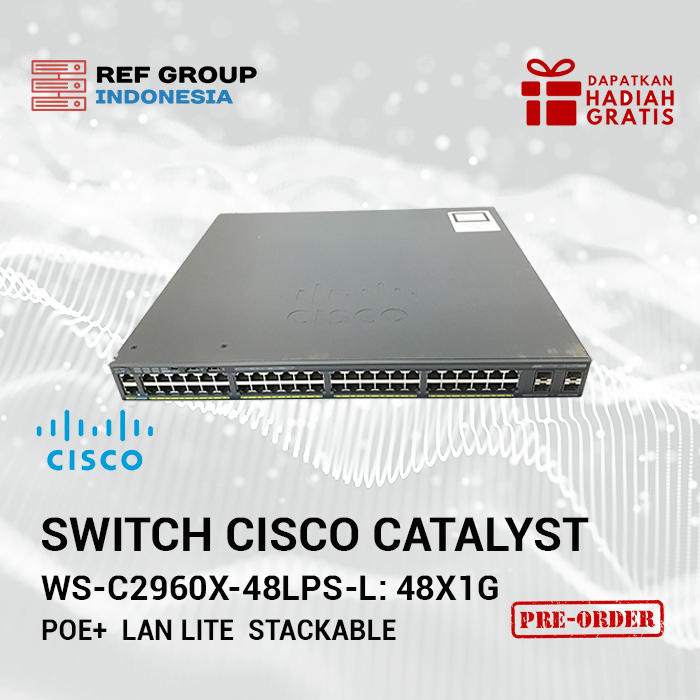 REF GROUP
INDONESIA
DAPATKAN
HADIAH
GRATIS
CISCO
CISCO
SWITCH CISCO CATALYST
WS-C2960X-48LPS-L: 48X1G
POE+ LAN LITE STACKABLE
PRE-ORDER